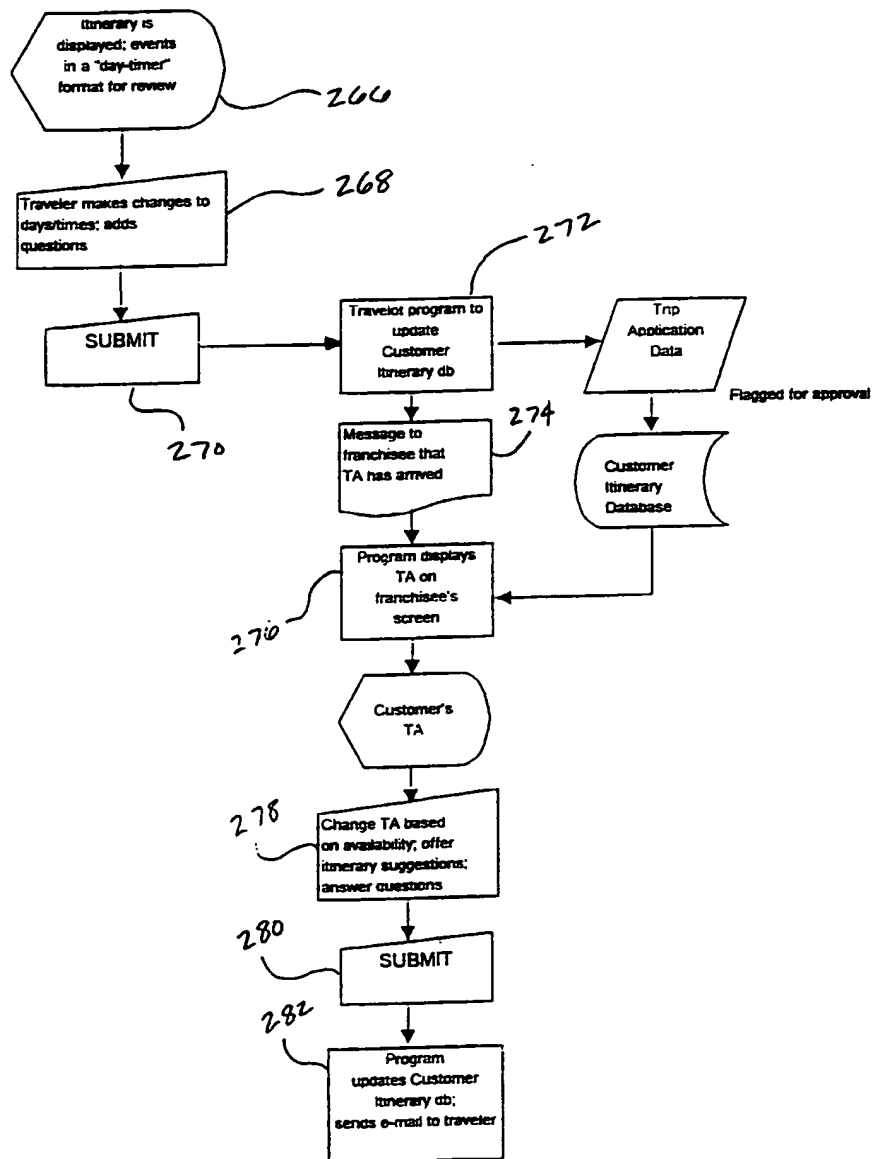 Itinerary is
displayed; events
in a "day-timer"
format for review
266
Traveler makes changes to
days/times; adds
questions
268
SUBMIT
270
Travelot program to
update
Customer
Itinerary db
272
Trip
Application
Data
Flagged for approval
Message to
franchisee that
TA has arrived
274
Customer
Itinerary
Database
Program displays
TA on
franchisee's
screen
276
Customer's
TA
278
Change TA based
on availability; offer
itinerary suggestions;
answer questions
280
SUBMIT
282
Program
updates Customer
Itinerary db;
sends e-mail to traveler